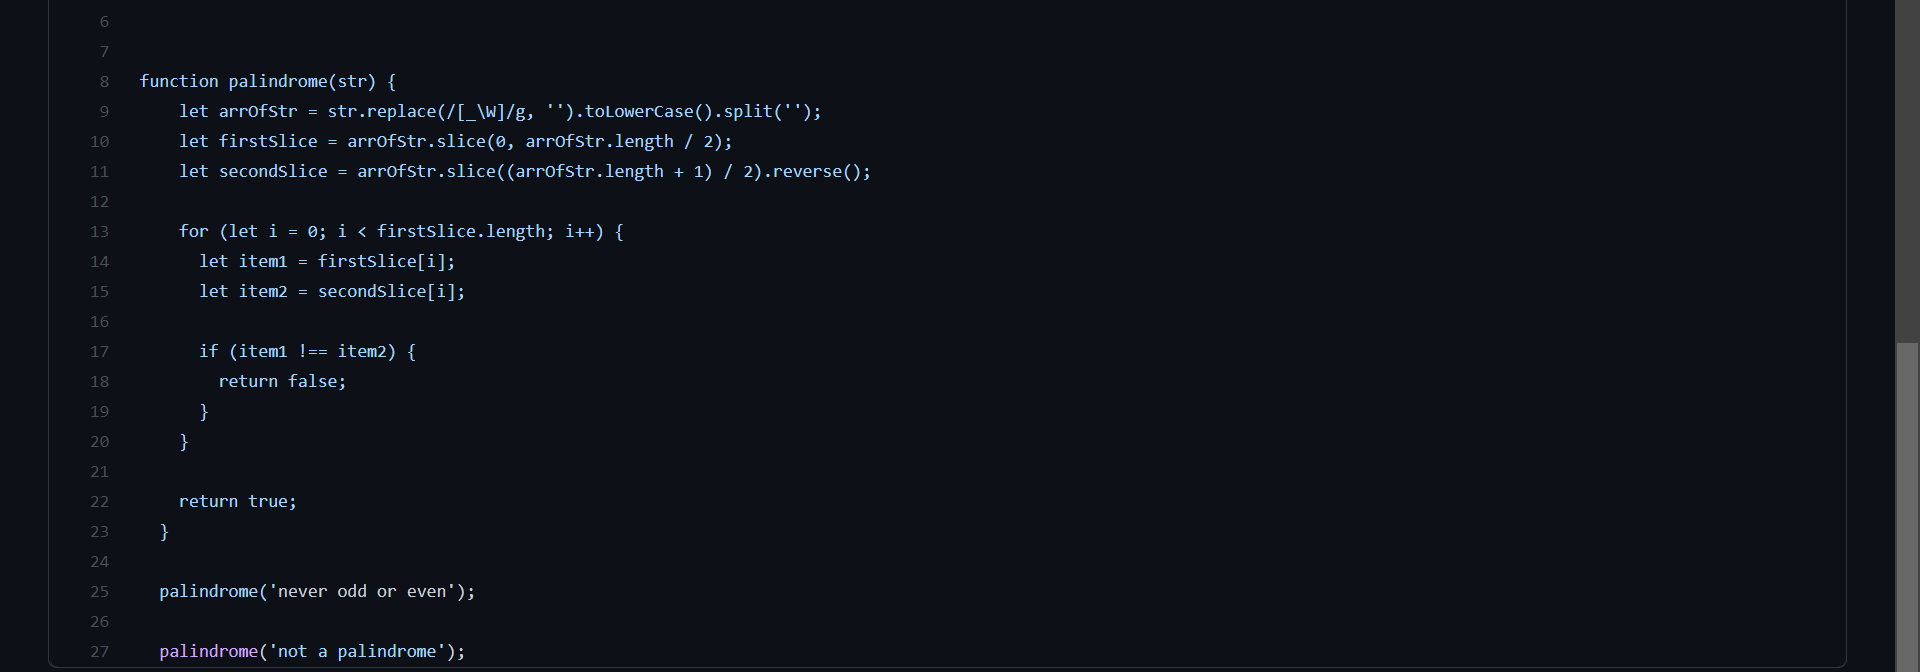 6
7
8 function palindrome(str) {
9 let arrOfStr = str.replace(/[_\W]/g, '').toLowerCase().split('');
10 let firstSlice = arrOfStr.slice(0, arrOfStr.length / 2);
11 let secondSlice = arrOfStr.slice((arrOfStr.length + 1) / 2).reverse();
12
13 for (let i = 0; i < firstSlice.length; i++) {
14 let item1 = firstSlice[i];
15 let item2 = secondSlice[i];
16
17 if (item1 !== item2) {
18 return false;
19 }
20 }
21
22 return true;
23 }
24
25 palindrome('never odd or even');
26
27 palindrome('not a palindrome');